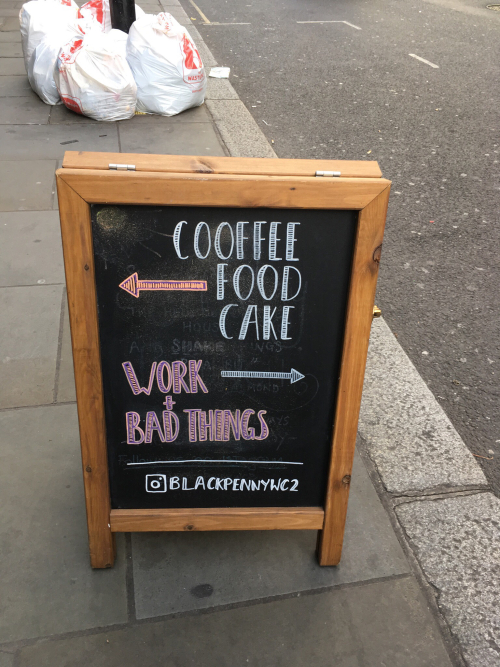 COOFFEE
FOOD
CAKE
WORK
+
BAD THINGS
BLACKPENNYWC2